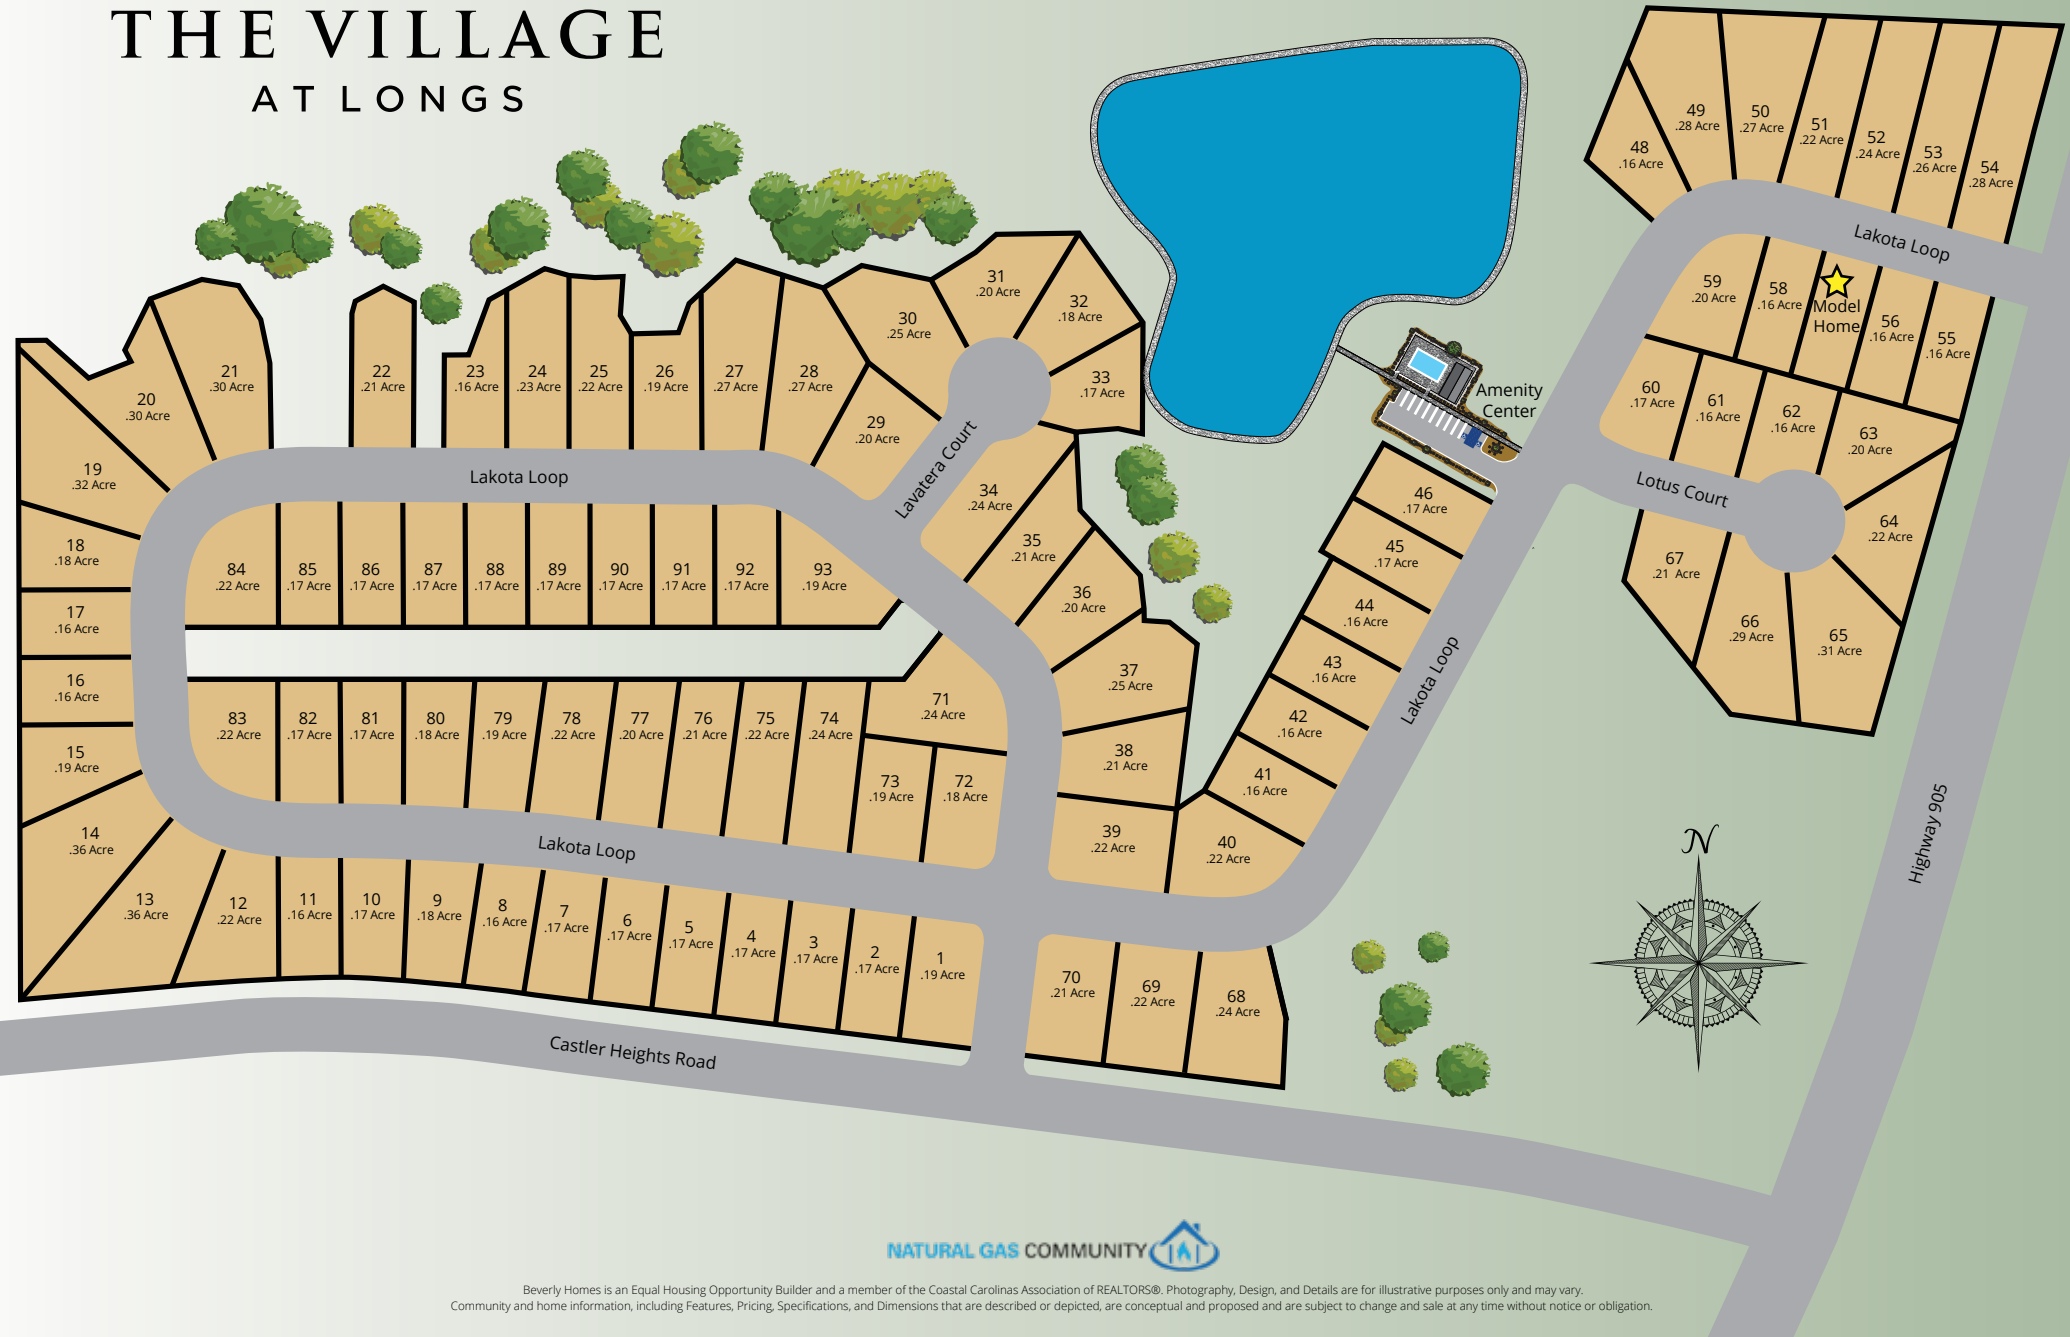 THE VILLAGE
AT LONGS
48
.16 Acre
49
.28 Acre
50
.27 Acre
51
.22 Acre
52
.24 Acre
53
.26 Acre
54
.28 Acre
Lakota Loop
59
.20 Acre
58
.16 Acre
Model
Home
56
.16 Acre
55
.16 Acre
60
.17 Acre
61
.16 Acre
62
.16 Acre
63
.20 Acre
Lotus Court
64
.22 Acre
67
.21 Acre
66
.29 Acre
65
.31 Acre
Amenity
Center
46
.17 Acre
45
.17 Acre
44
.16 Acre
43
.16 Acre
42
.16 Acre
41
.16 Acre
40
.22 Acre
Lakota Loop
31
.20 Acre
32
.18 Acre
33
.17 Acre
30
.25 Acre
29
.20 Acre
28
.27 Acre
27
.27 Acre
26
.19 Acre
25
.22 Acre
24
.23 Acre
23
.16 Acre
22
.21 Acre
21
.30 Acre
20
.30 Acre
19
.32 Acre
18
.18 Acre
17
.16 Acre
16
.16 Acre
15
.19 Acre
14
.36 Acre
13
.36 Acre
12
.22 Acre
11
.16 Acre
10
.17 Acre
9
.18 Acre
8
.16 Acre
7
.17 Acre
6
.17 Acre
5
.17 Acre
4
.17 Acre
3
.17 Acre
2
.17 Acre
1
.19 Acre
Lakota Loop
Lavatera Court
34
.24 Acre
35
.21 Acre
36
.20 Acre
37
.25 Acre
38
.21 Acre
39
.22 Acre
84
.22 Acre
85
.17 Acre
86
.17 Acre
87
.17 Acre
88
.17 Acre
89
.17 Acre
90
.17 Acre
91
.17 Acre
92
.17 Acre
93
.19 Acre
83
.22 Acre
82
.17 Acre
81
.17 Acre
80
.18 Acre
79
.19 Acre
78
.22 Acre
77
.20 Acre
76
.21 Acre
75
.22 Acre
74
.24 Acre
71
.24 Acre
73
.19 Acre
72
.18 Acre
Lakota Loop
70
.21 Acre
69
.22 Acre
68
.24 Acre
Castler Heights Road
Highway 905
N
NATURAL GAS COMMUNITY
Beverly Homes is an Equal Housing Opportunity Builder and a member of the Coastal Carolinas Association of REALTORS®. Photography, Design, and Details are for illustrative purposes only and may vary.
Community and home information, including Features, Pricing, Specifications, and Dimensions that are described or depicted, are conceptual and proposed and are subject to change and sale at any time without notice or obligation.